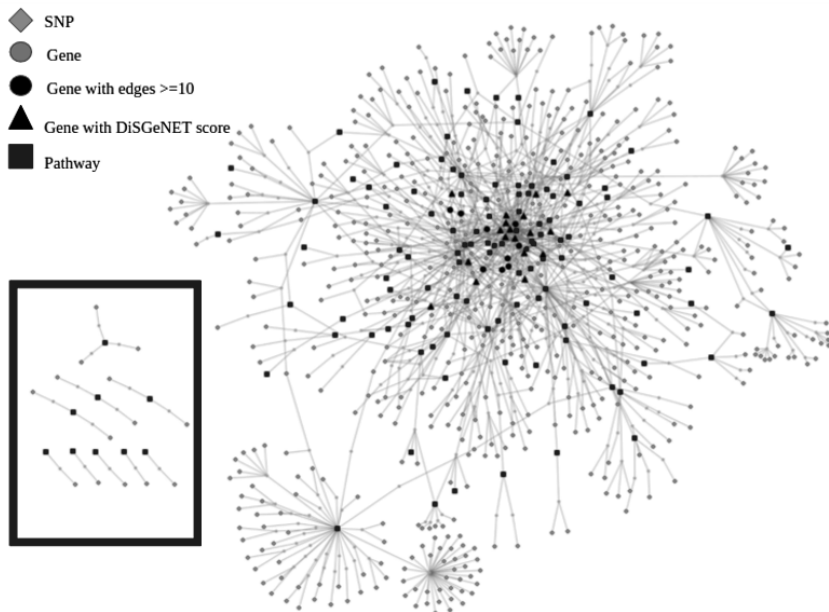 SNP
Gene
Gene with edges >=10
Gene with DiSGeNET score
Pathway